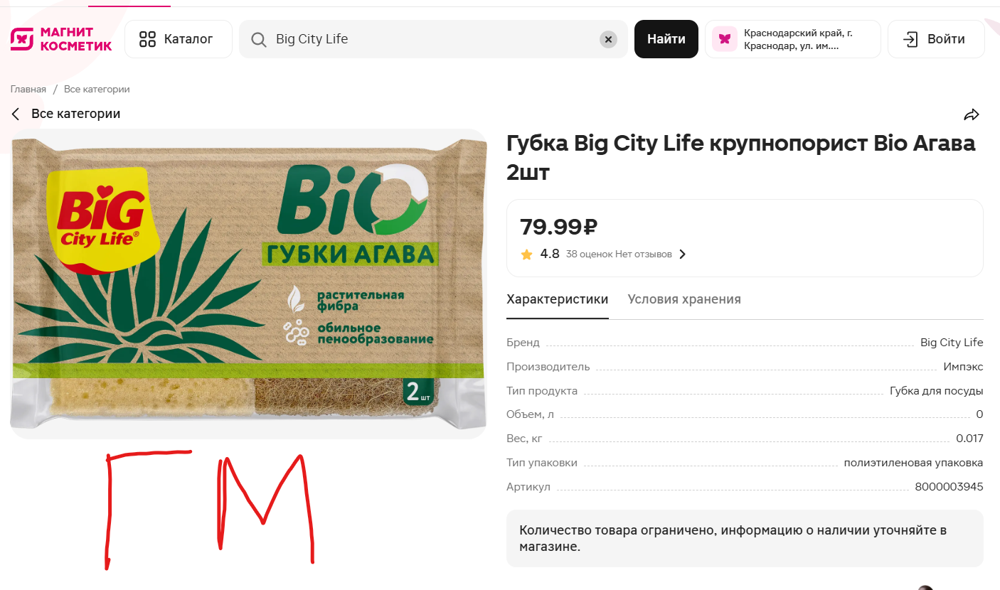 МАГНИТ
КОСМЕТИК
Каталог
Big City Life
Найти
Краснодарский край, г.
Краснодар, ул. им....
Войти
Главная / Все категории
Все категории
BiG
City Life®
BiO
ГУБКИ АГАВА
растительная
фибра
обильное
пенообразование
2 шт
ГМ
Губка Big City Life крупнопорист Bio Агава
2шт
79.99₽
4.8 38 оценок Нет отзывов
Характеристики Условия хранения
Бренд Big City Life
Производитель Импэкс
Тип продукта Губка для посуды
Объем, л 0
Вес, кг 0.017
Тип упаковки полиэтиленовая упаковка
Артикул 8000003945
Количество товара ограничено, информацию о наличии уточняйте в
магазине.